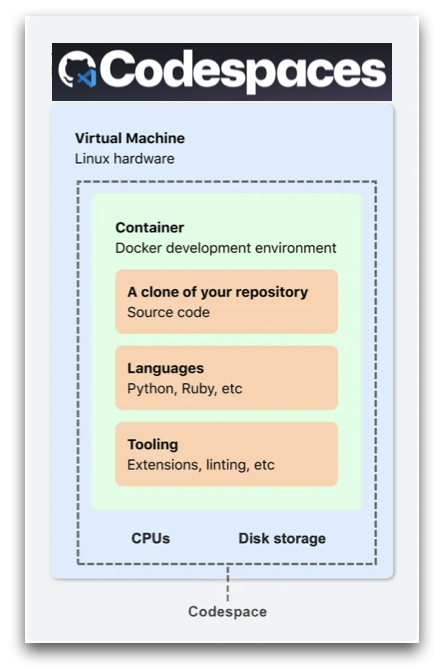 Codespaces
Virtual Machine
Linux hardware
Container
Docker development environment
A clone of your repository
Source code
Languages
Python, Ruby, etc
Tooling
Extensions, linting, etc
CPUs Disk storage
Codespace